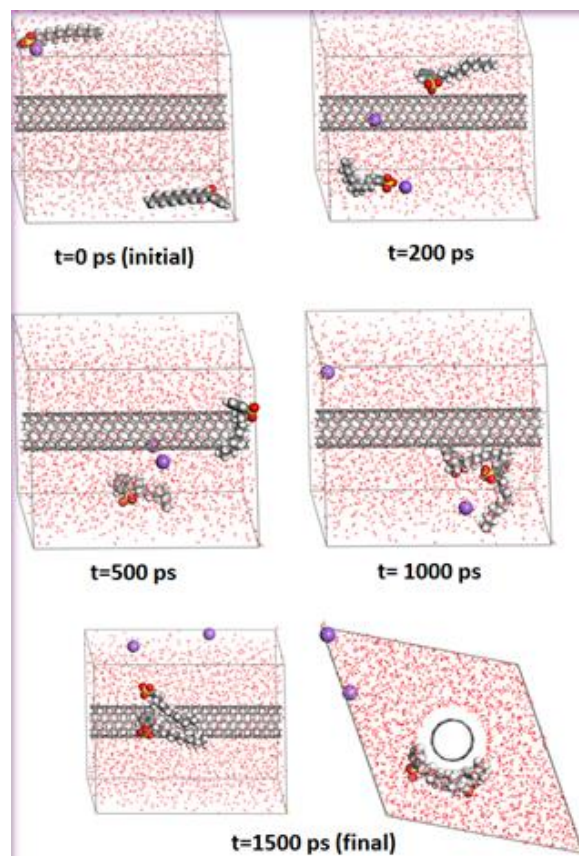 t=0 ps (initial)
t=200 ps
t=500 ps
t= 1000 ps
t=1500 ps (final)